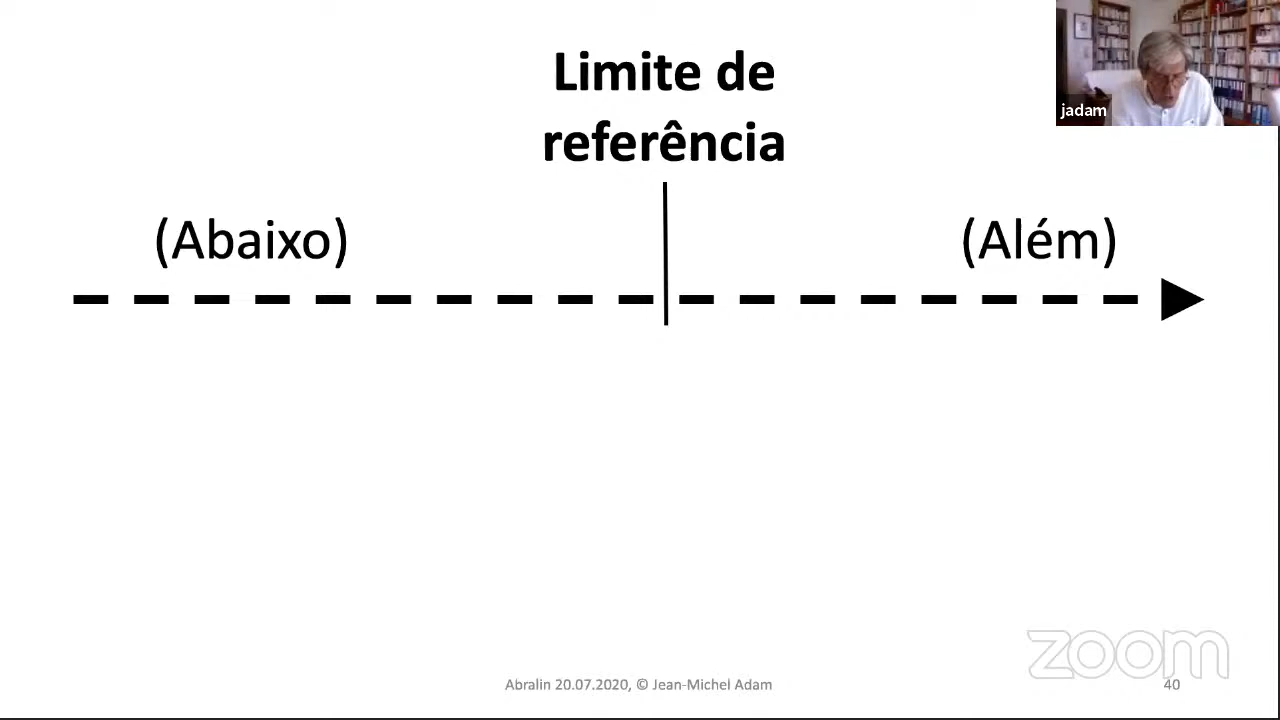 Limite de
referência
jadam
(Abaixo)
(Além)
zoom
Abralin 20.07.2020, © Jean-Michel Adam
40